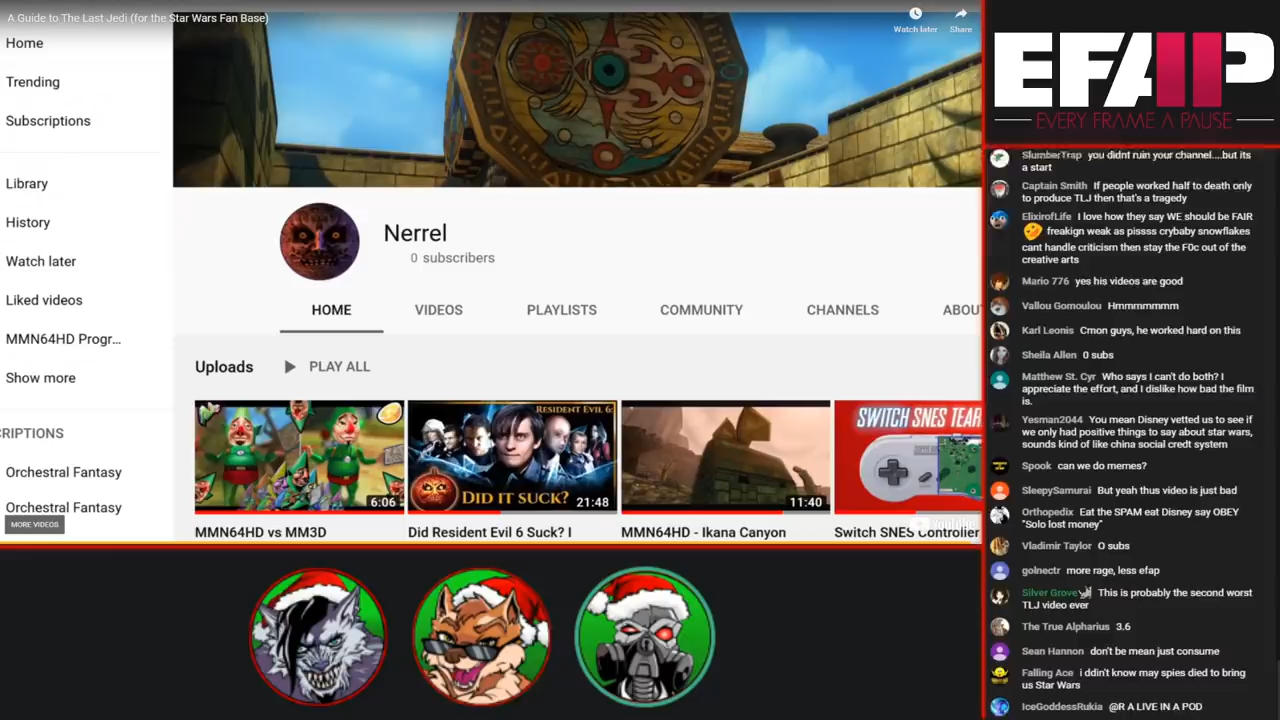 A Guide to The Last Jedi (for the Star Wars Fan Base)
Watch later
Share
Home
Trending
Subscriptions
Library
History
Watch later
Liked videos
MMN64HD Progr...
Show more
CRIPTIONS
Orchestral Fantasy
Orchestral Fantasy
MORE VIDEOS
Nerrel
0 subscribers
HOME
VIDEOS
PLAYLISTS
COMMUNITY
CHANNELS
ABOU
Uploads
PLAY ALL
6:06
MMN64HD vs MM3D
RESIDENT EVIL 6:
DID IT SUCK?
21:48
Did Resident Evil 6 Suck? I
11:40
MMN64HD - Ikana Canyon
SWITCH SNES TEAR
YouTube
Switch SNES Controller
EFAP
EVERY FRAME A PAUSE
SlumberTrap you didnt ruin your channel....but its
a start
Captain Smith If people worked half to death only
to produce TLJ then that's a tragedy
ElixirofLife I love how they say WE should be FAIR
freakign weak as pissss crybaby snowflakes
cant handle criticism then stay the F0c out of the
creative arts
Mario 776 yes his videos are good
Vallou Gomoulou Hmmmmmmm
Karl Leonis Cmon guys, he worked hard on this
Sheila Allen 0 subs
Matthew St. Cyr Who says I can't do both? I
appreciate the effort, and I dislike how bad the film
is.
Yesman2044 You mean Disney vetted us to see if
we only had positive things to say about star wars,
sounds kind of like china social credt system
Spook can we do memes?
SleepySamurai But yeah thus video is just bad
Orthopedix Eat the SPAM eat Disney say OBEY
"Solo lost money"
Vladimir Taylor O subs
golnectr more rage, less efap
Silver Grove This is probably the second worst
TLJ video ever
The True Alpharius 3.6
Sean Hannon don't be mean just consume
Falling Ace i ddin't know may spies died to bring
us Star Wars
IceGoddessRukia @R A LIVE IN A POD